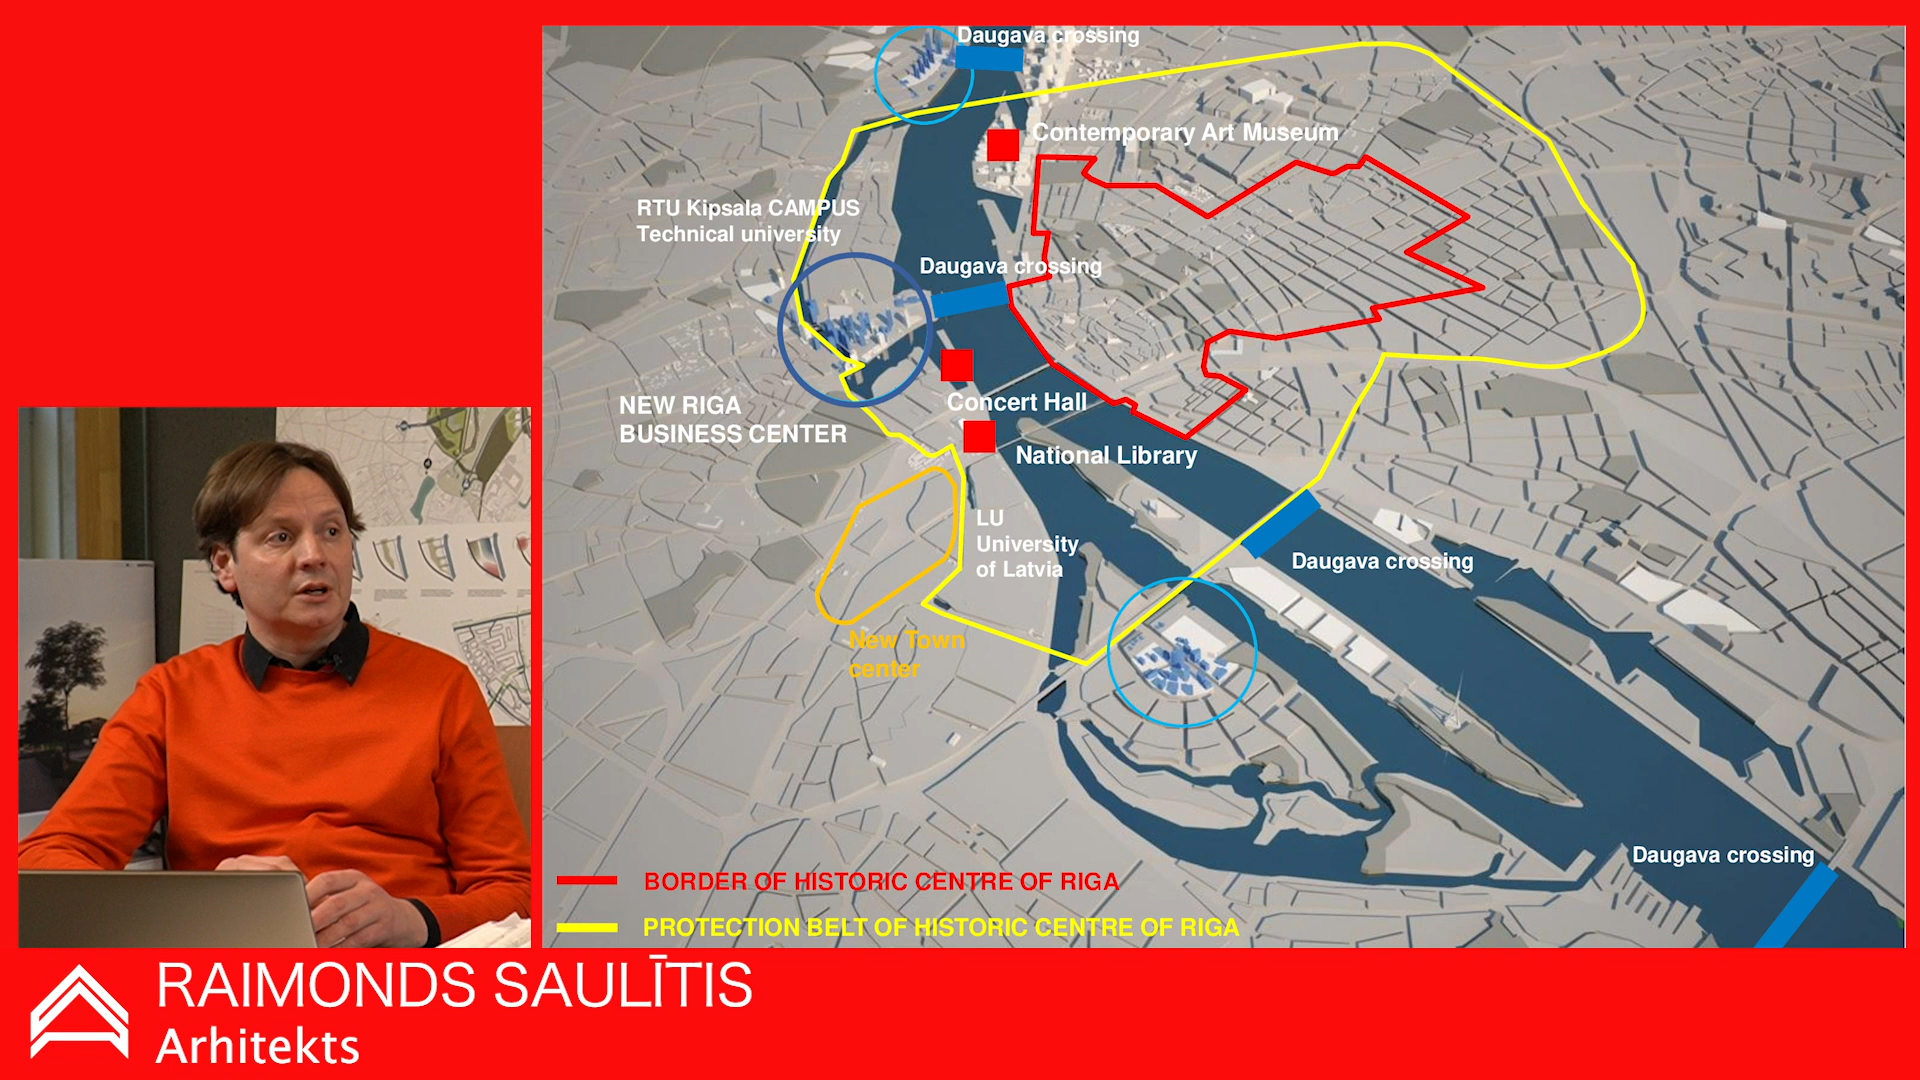 Daugava crossing
Contemporary Art Museum
RTU Kipsala CAMPUS
Technical university
Daugava crossing
NEW RIGA
BUSINESS CENTER
Concert Hall
National Library
LU
University
of Latvia
Daugava crossing
New Town
center
Daugava crossing
BORDER OF HISTORIC CENTRE OF RIGA
PROTECTION BELT OF HISTORIC CENTRE OF RIGA
RAIMONDS SAULĪTIS
Arhitekts